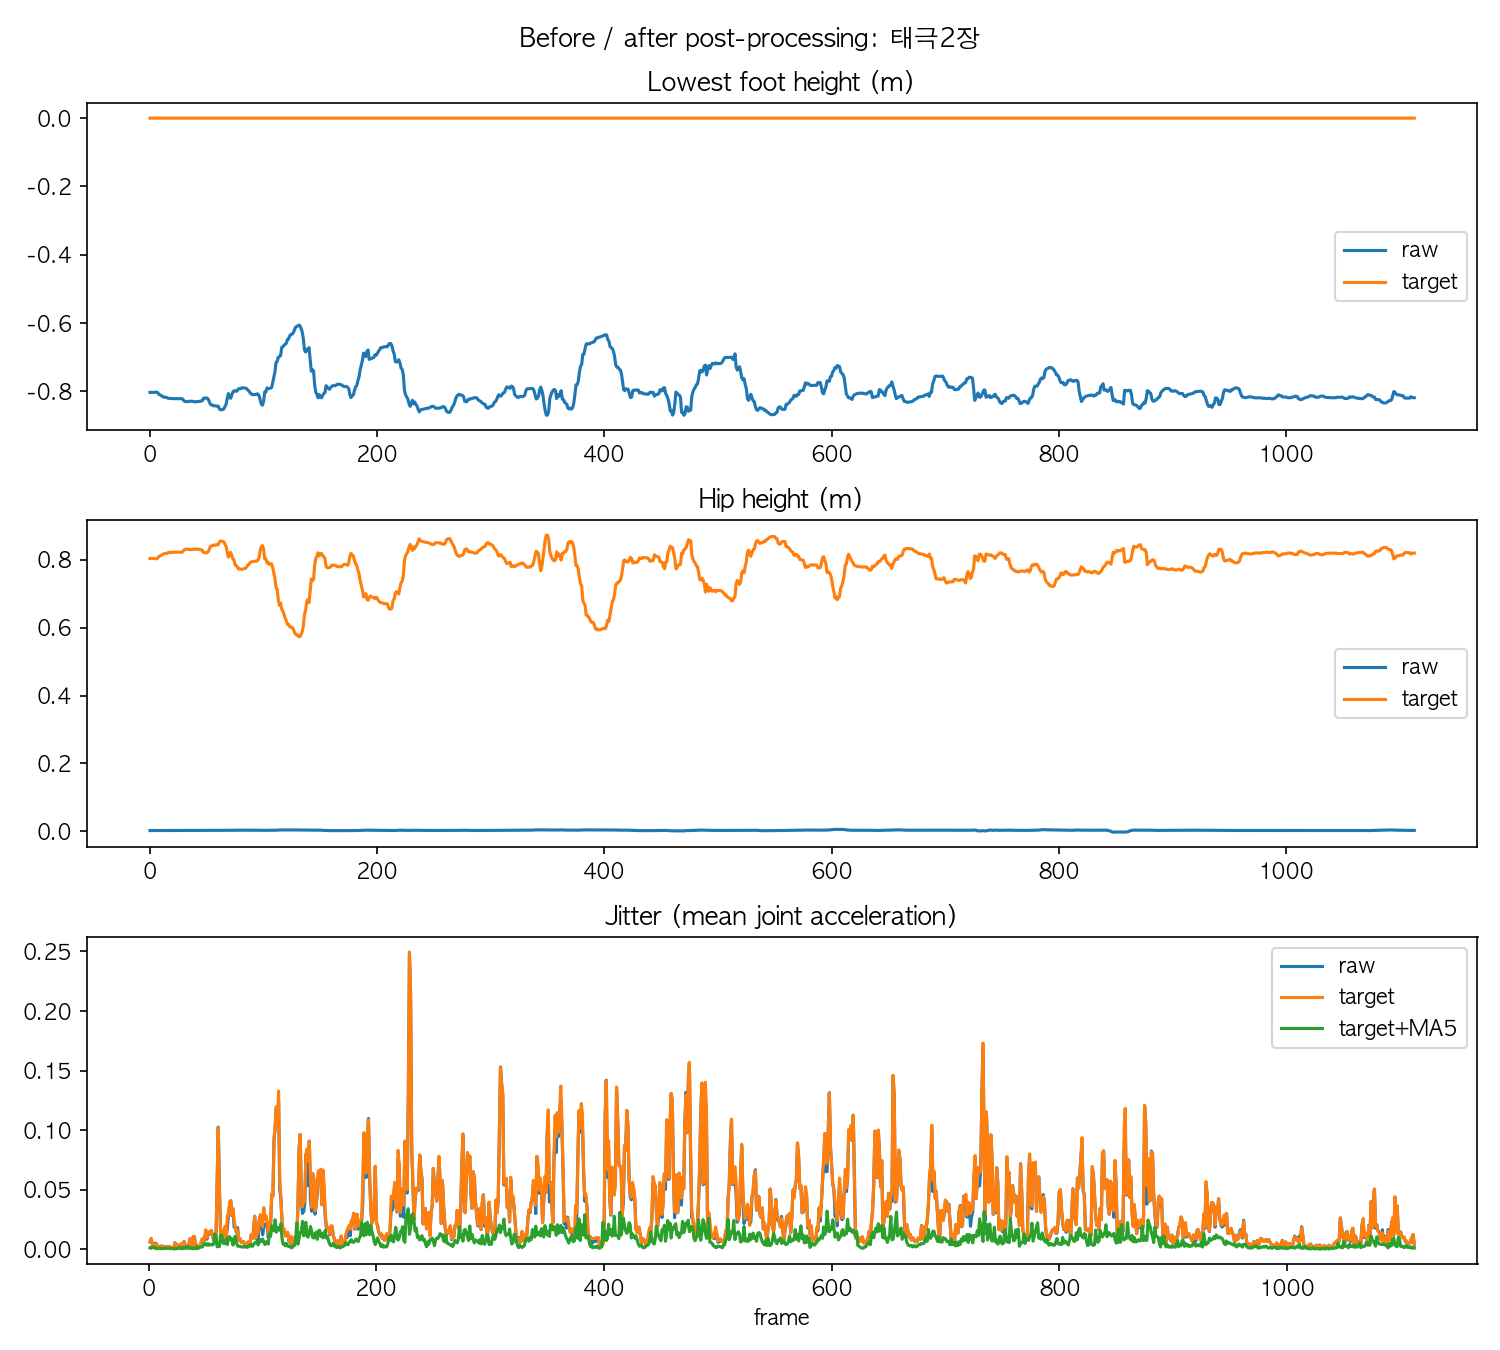 Before / after post-processing: 태극2장
Lowest foot height (m)
0.0
-0.2
-0.4
-0.6
-0.8
raw
target
0 200 400 600 800 1000
Hip height (m)
0.8
0.6
0.4
0.2
0.0
raw
target
0 200 400 600 800 1000
Jitter (mean joint acceleration)
0.25
0.20
0.15
0.10
0.05
0.00
raw
target
target+MA5
0 200 400 600 800 1000
frame